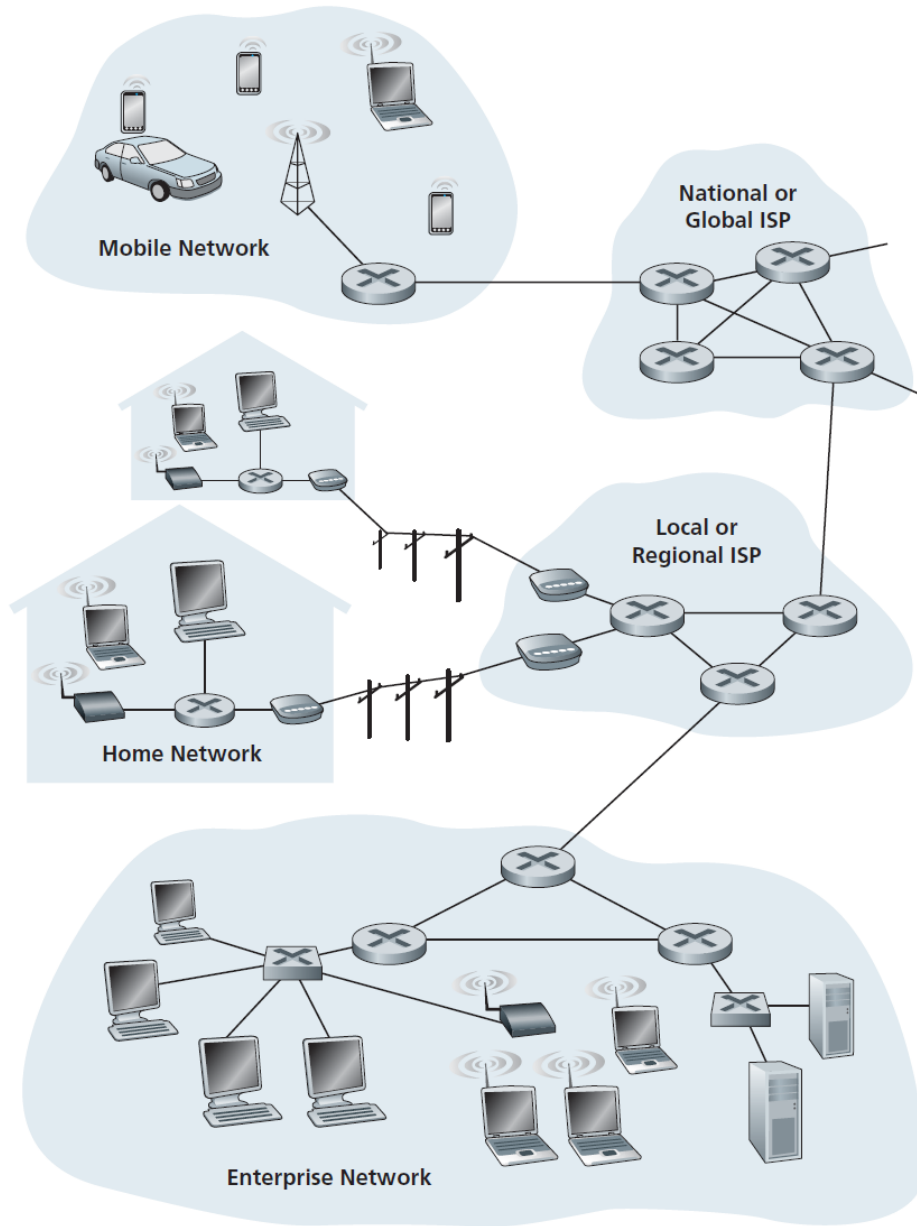 Mobile Network
National or
Global ISP
Local or
Regional ISP
Home Network
Enterprise Network